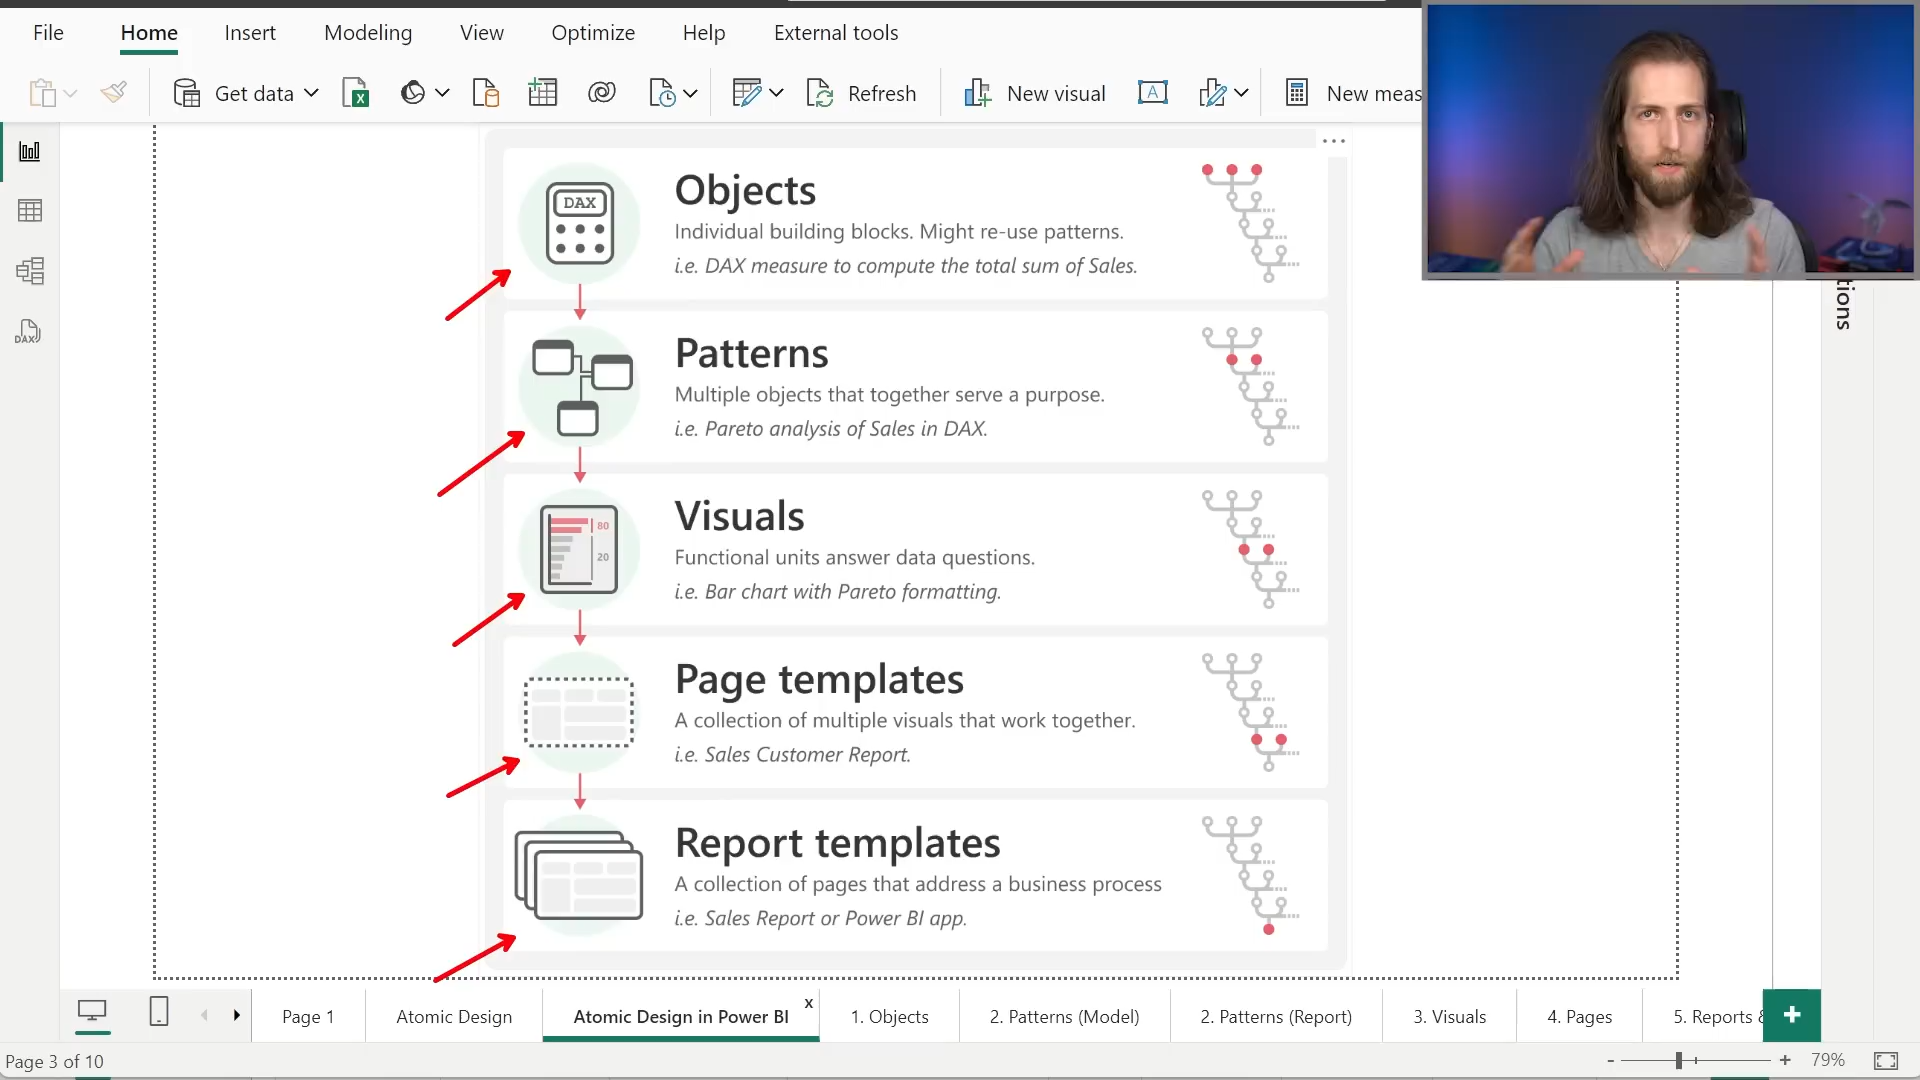 File Home Insert Modeling View Optimize Help External tools
Get data Refresh New visual New meas
Objects
Individual building blocks. Might re-use patterns.
i.e. DAX measure to compute the total sum of Sales.
DAX
Patterns
Multiple objects that together serve a purpose.
i.e. Pareto analysis of Sales in DAX.
Visuals
Functional units answer data questions.
i.e. Bar chart with Pareto formatting.
80
20
Page templates
A collection of multiple visuals that work together.
i.e. Sales Customer Report.
Report templates
A collection of pages that address a business process
i.e. Sales Report or Power BI app.
DAX
tions
Page 1 Atomic Design Atomic Design in Power BI x 1. Objects 2. Patterns (Model) 2. Patterns (Report) 3. Visuals 4. Pages 5. Reports &
Page 3 of 10 - + 79%